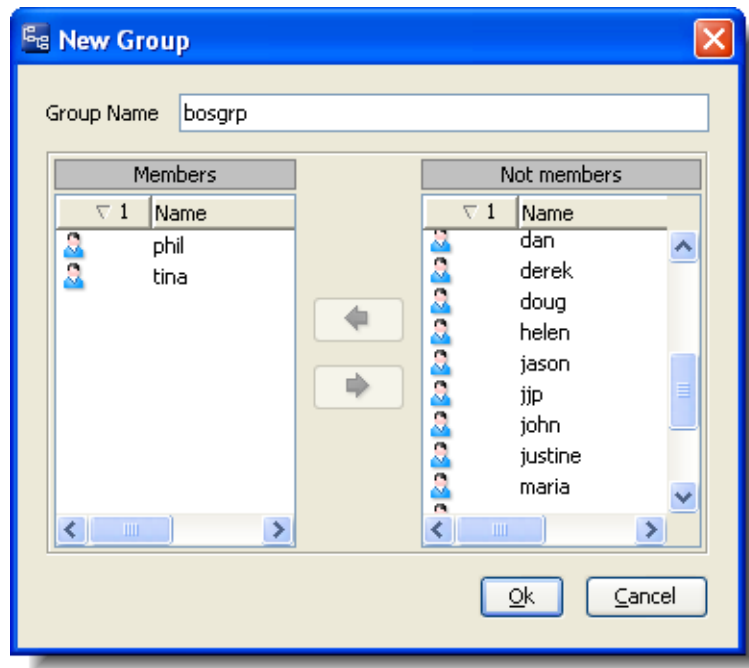 New Group
Group Name bosgrp
Members
1 Name
phil
tina
Not members
1 Name
dan
derek
doug
helen
jason
jjp
john
justine
maria
Ok Cancel